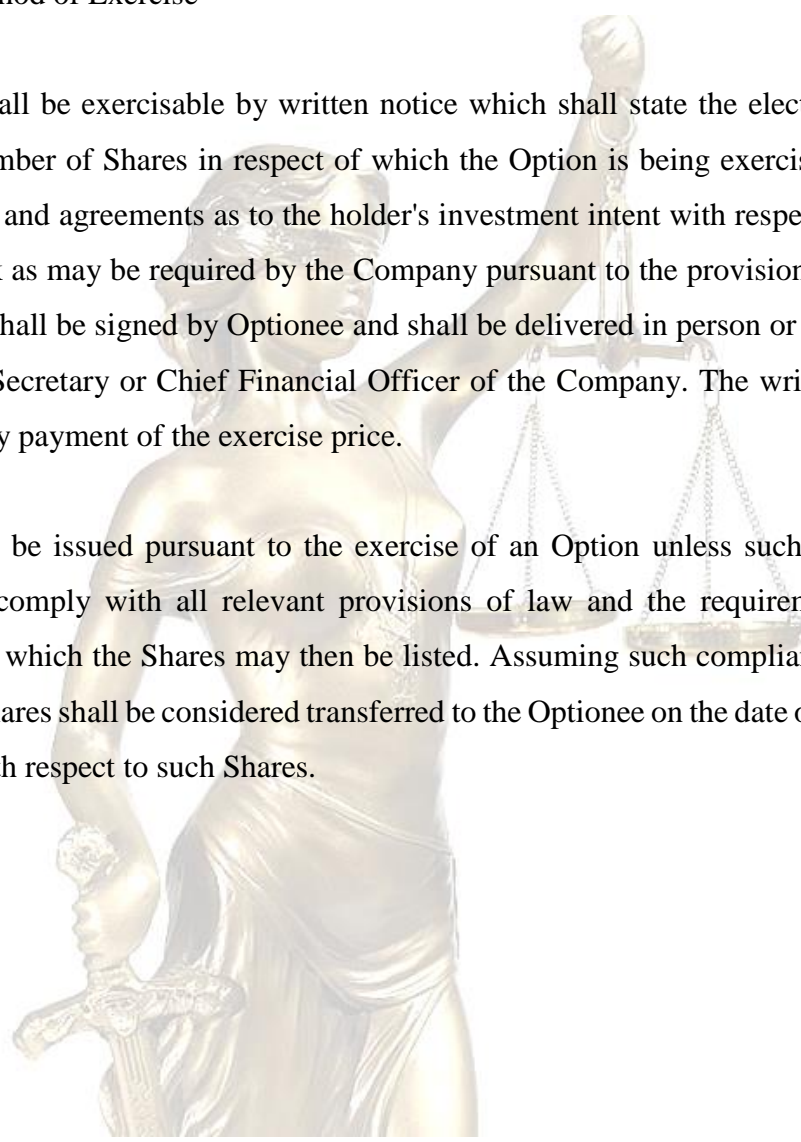 nod of Exercise
all be exercisable by written notice which shall state the elect
mber of Shares in respect of which the Option is being exercis
and agreements as to the holder's investment intent with respe
as may be required by the Company pursuant to the provision
hall be signed by Optionee and shall be delivered in person or
Secretary or Chief Financial Officer of the Company. The wri
y payment of the exercise price.
be issued pursuant to the exercise of an Option unless such
comply with all relevant provisions of law and the requiren
which the Shares may then be listed. Assuming such complian
ares shall be considered transferred to the Optionee on the date
th respect to such Shares.